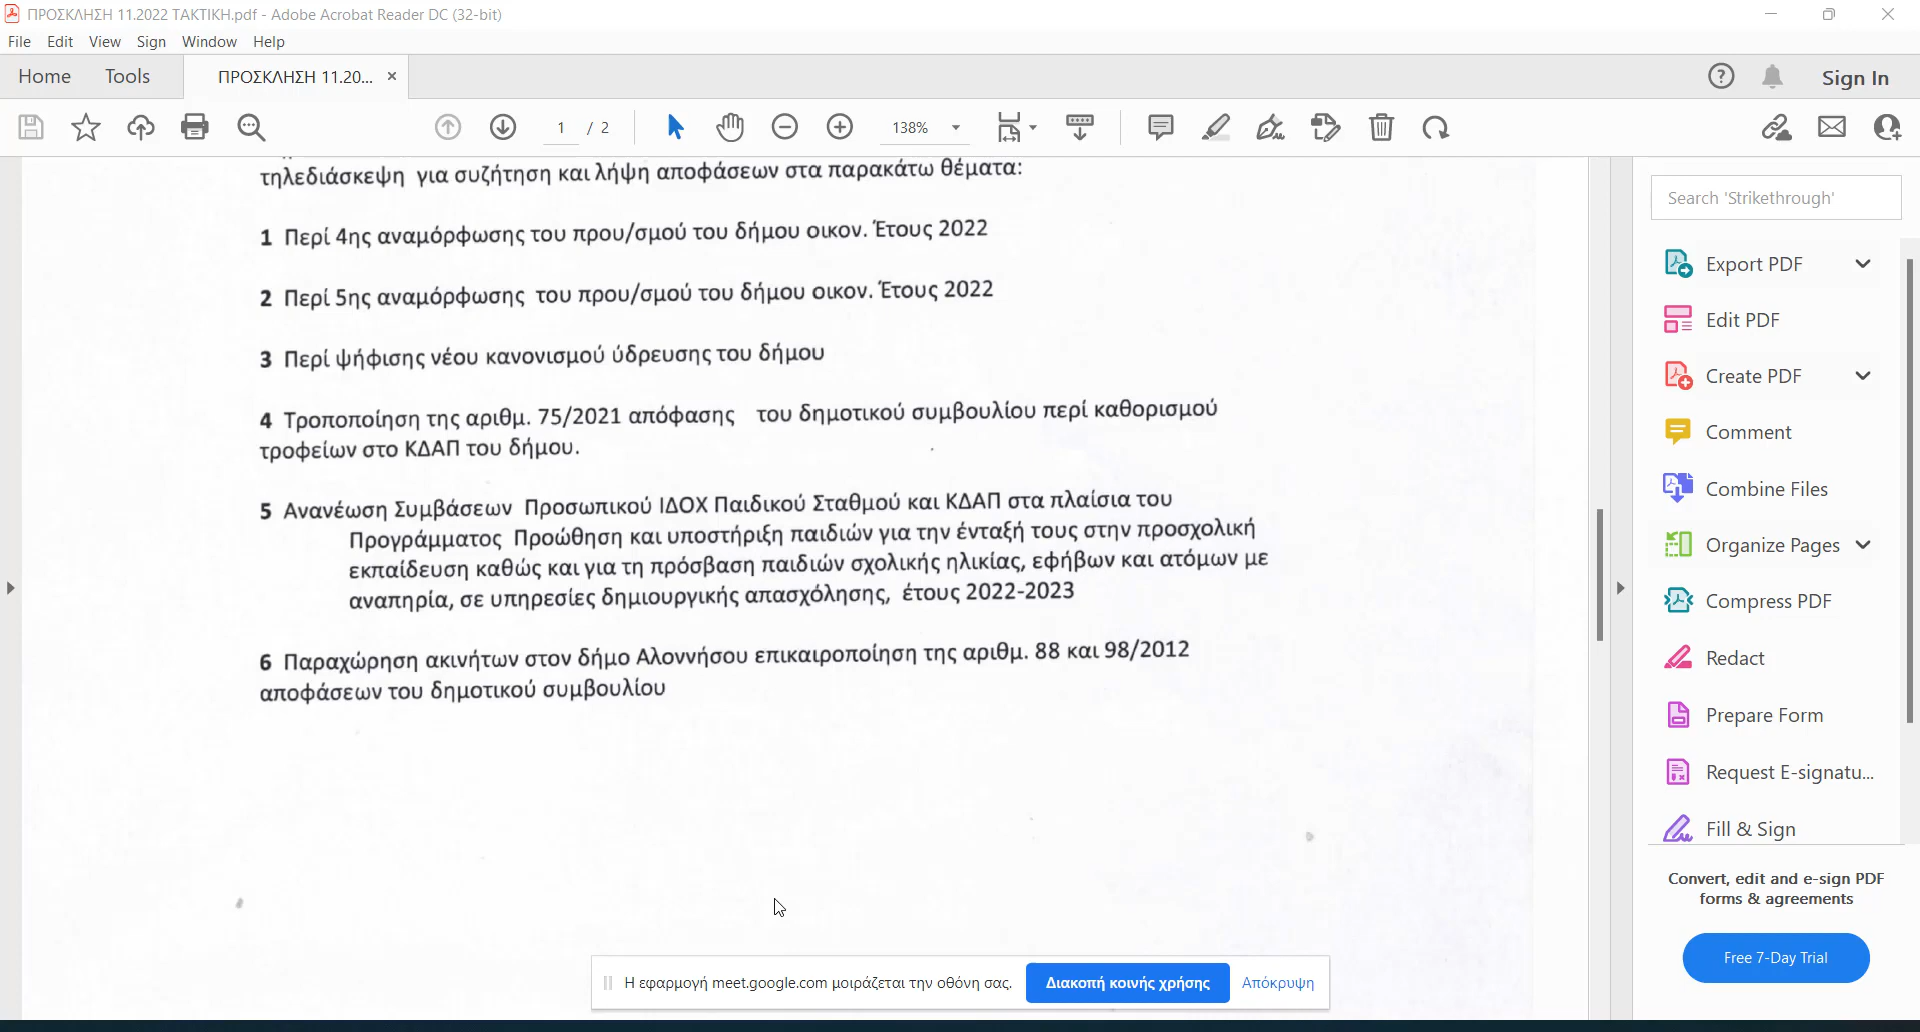 ΠΡΟΣΚΛΗΣΗ 11.2022 ΤΑΚΤΙΚΗ.pdf - Adobe Acrobat Reader DC (32-bit)
File Edit View Sign Window Help
Home Tools ΠΡΟΣΚΛΗΣΗ 11.20... × Sign In
1 / 2 138%
τηλεδιάσκεψη για συζήτηση και λήψη αποφάσεων στα παρακάτω θέματα:
1 Περί 4ης αναμόρφωσης του πρου/σμού του δήμου οικον. Έτους 2022
2 Περί 5ης αναμόρφωσης του πρου/σμού του δήμου οικον. Έτους 2022
3 Περί ψήφισης νέου κανονισμού ύδρευσης του δήμου
4 Τροποποίηση της αριθμ. 75/2021 απόφασης του δημοτικού συμβουλίου περί καθορισμού
τροφείων στο ΚΔΑΠ του δήμου.
5 Ανανέωση Συμβάσεων Προσωπικού ΙΔΟΧ Παιδικού Σταθμού και ΚΔΑΠ στα πλαίσια του
Προγράμματος Προώθηση και υποστήριξη παιδιών για την ένταξή τους στην προσχολική
εκπαίδευση καθώς και για τη πρόσβαση παιδιών σχολικής ηλικίας, εφήβων και ατόμων με
αναπηρία, σε υπηρεσίες δημιουργικής απασχόλησης, έτους 2022-2023
6 Παραχώρηση ακινήτων στον δήμο Αλοννήσου επικαιροποίηση της αριθμ. 88 και 98/2012
αποφάσεων του δημοτικού συμβουλίου
Search 'Strikethrough'
Export PDF
Edit PDF
Create PDF
Comment
Combine Files
Organize Pages
Compress PDF
Redact
Prepare Form
Request E-signatu...
Fill & Sign
Convert, edit and e-sign PDF
forms & agreements
Free 7-Day Trial
Η εφαρμογή meet.google.com μοιράζεται την οθόνη σας. Διακοπή κοινής χρήσης Απόκρυψη